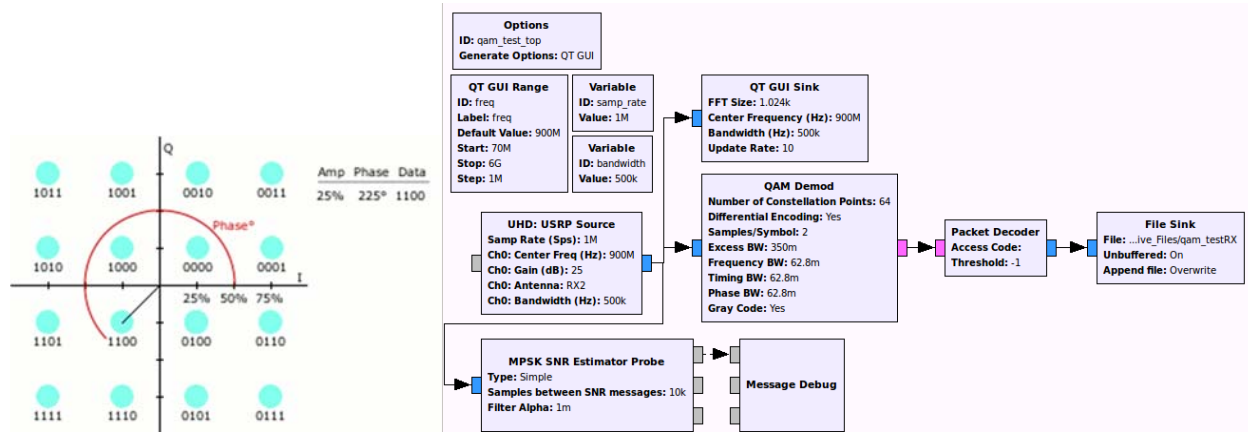 Q
1011 1001 0010 0011
Phase°
1010 1000 0000 0001
I
25% 50% 75%
1101 1100 0100 0110
1111 1110 0101 0111
Amp Phase Data
25% 225° 1100
Options
ID: qam_test_top
Generate Options: QT GUI
QT GUI Range
ID: freq
Label: freq
Default Value: 900M
Start: 70M
Stop: 6G
Step: 1M
Variable
ID: samp_rate
Value: 1M
Variable
ID: bandwidth
Value: 500k
QT GUI Sink
FFT Size: 1.024k
Center Frequency (Hz): 900M
Bandwidth (Hz): 500k
Update Rate: 10
UHD: USRP Source
Samp Rate (Sps): 1M
Ch0: Center Freq (Hz): 900M
Ch0: Gain (dB): 25
Ch0: Antenna: RX2
Ch0: Bandwidth (Hz): 500k
QAM Demod
Number of Constellation Points: 64
Differential Encoding: Yes
Samples/Symbol: 2
Excess BW: 350m
Frequency BW: 62.8m
Timing BW: 62.8m
Phase BW: 62.8m
Gray Code: Yes
Packet Decoder
Access Code:
Threshold: -1
File Sink
File: ...ive_Files/qam_testRX
Unbuffered: On
Append file: Overwrite
MPSK SNR Estimator Probe
Type: Simple
Samples between SNR messages: 10k
Filter Alpha: 1m
Message Debug